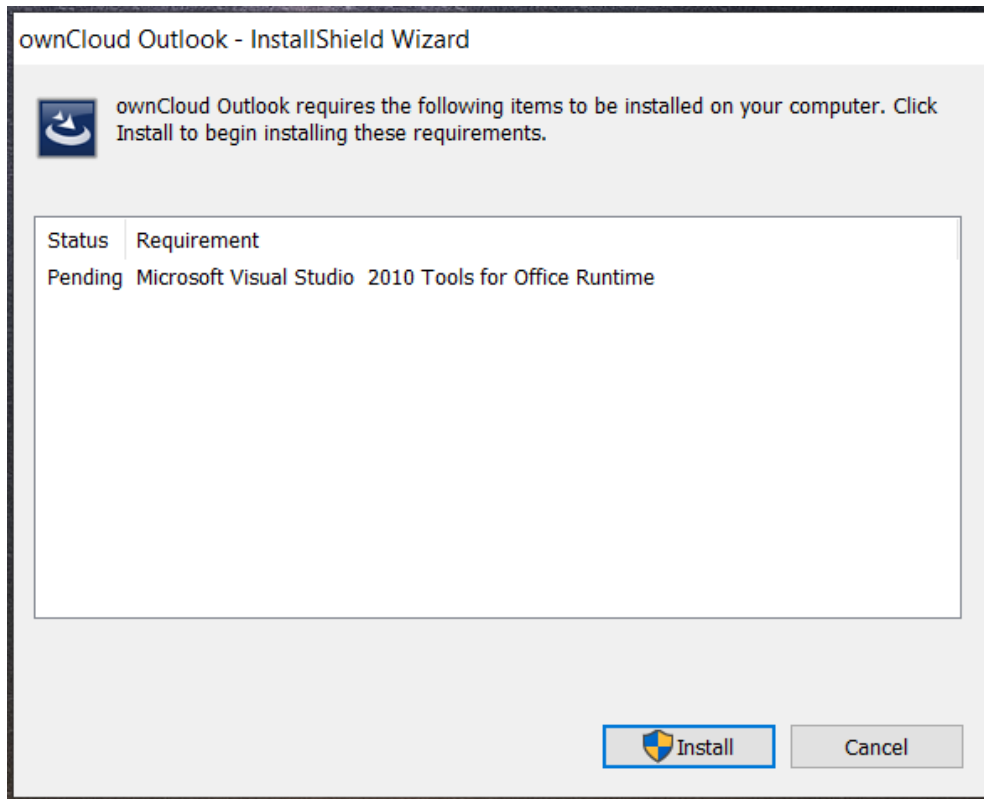 ownCloud Outlook - InstallShield Wizard
ownCloud Outlook requires the following items to be installed on your computer. Click
Install to begin installing these requirements.
Status Requirement
Pending Microsoft Visual Studio  2010 Tools for Office Runtime
Install Cancel